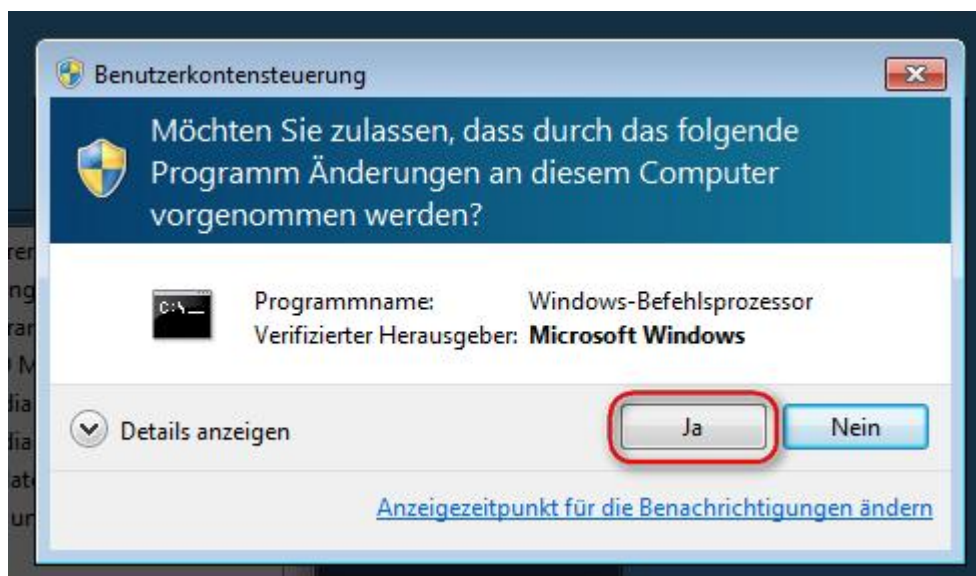 Benutzerkontensteuerung
Möchten Sie zulassen, dass durch das folgende
Programm Änderungen an diesem Computer
vorgenommen werden?
C:\_
Programmname: Windows-Befehlsprozessor
Verifizierter Herausgeber: Microsoft Windows
Details anzeigen
Ja
Nein
Anzeigezeitpunkt für die Benachrichtigungen ändern